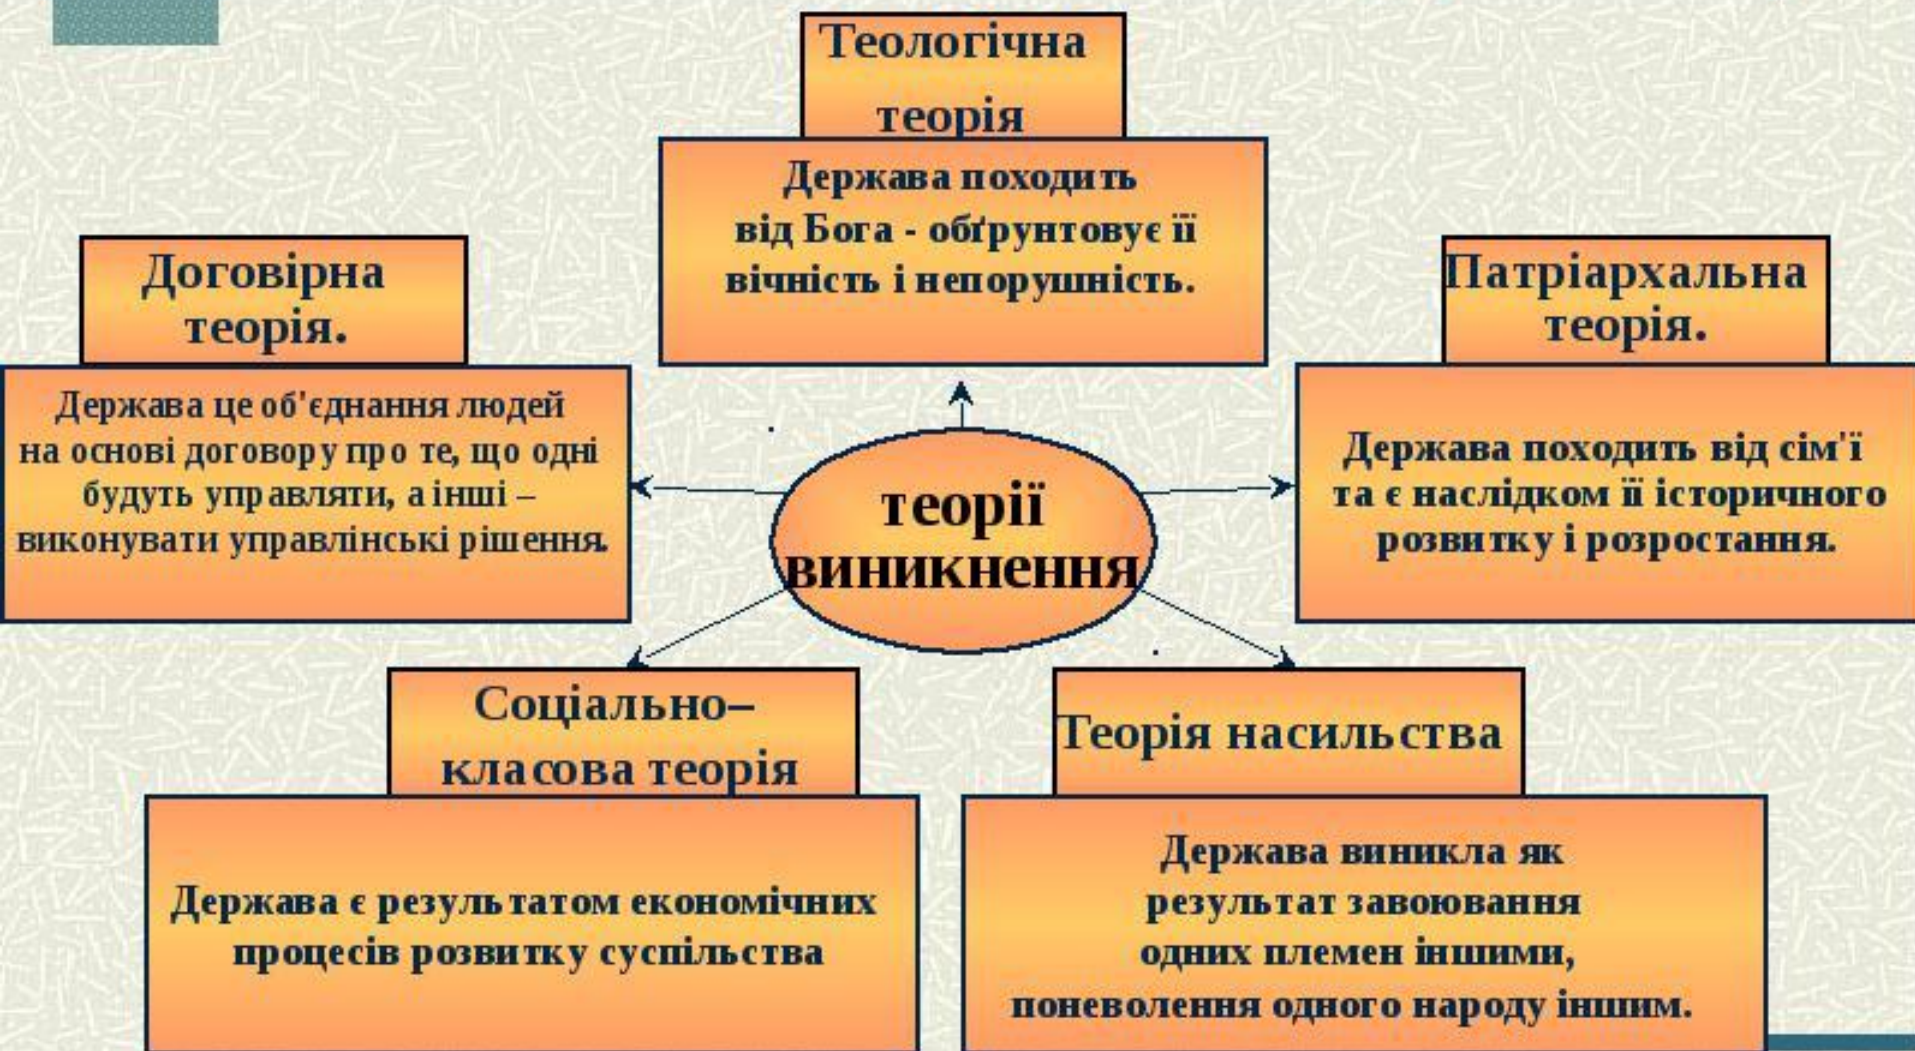 Теологічна
теорія
Держава походить
від Бога - обґрунтовує її
вічність і непорушність.
Договірна
теорія.
Держава це об'єднання людей
на основі договору про те, що одні
будуть управляти, а інші –
виконувати управлінські рішення.
Патріархальна
теорія.
Держава походить від сім'ї
та є наслідком її історичного
розвитку і розростання.
теорії
виникнення
Соціально–
класова теорія
Держава є результатом економічних
процесів розвитку суспільства
Теорія насильства
Держава виникла як
результат завоювання
одних племен іншими,
поневолення одного народу іншим.